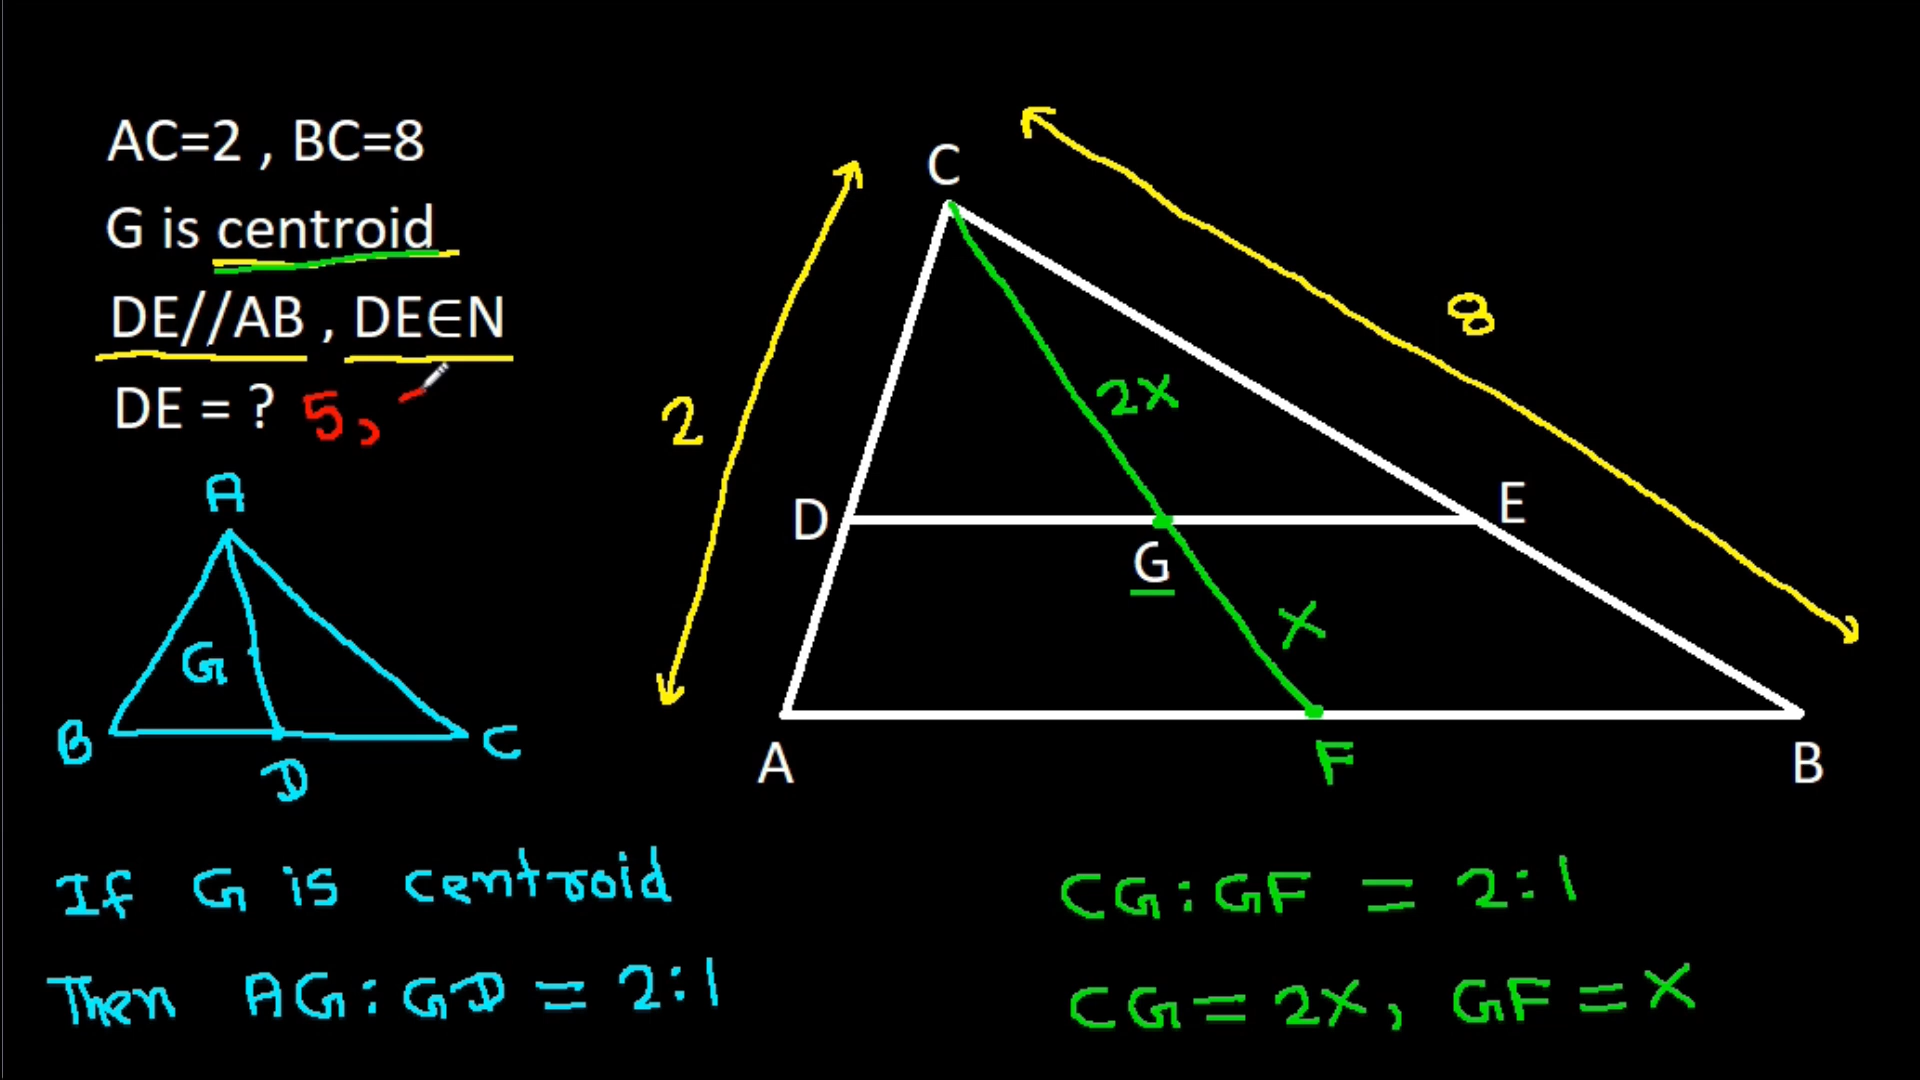 AC=2 , BC=8
G is centroid
DE//AB , DE∈N
DE = ? 5,
A
G
B
C
D
If G is centroid
Then AG:GD = 2:1
C
2
8
2x
D
E
G
x
A
F
B
CG:GF = 2:1
CG=2x, GF=x